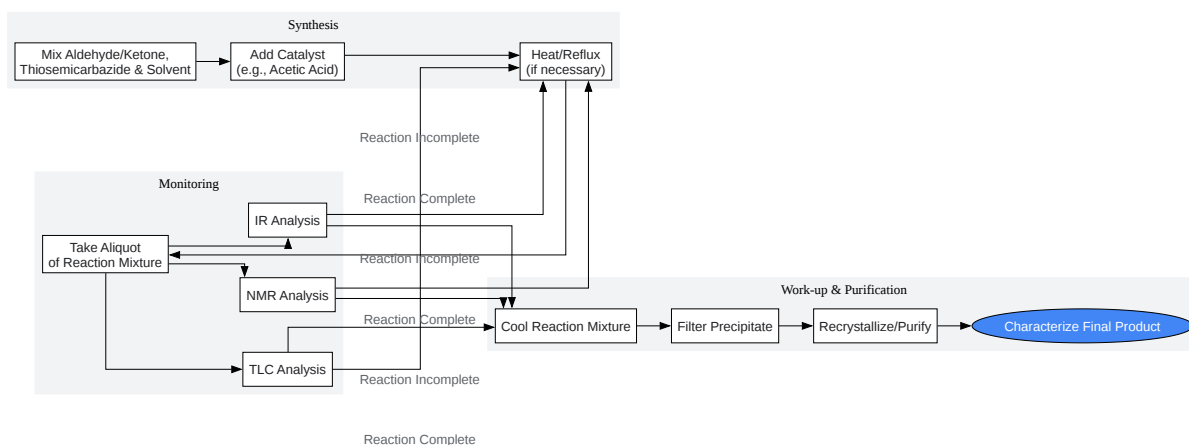 Synthesis
Mix Aldehyde/Ketone,
Thiosemicarbazide & Solvent
Add Catalyst
(e.g., Acetic Acid)
Heat/Reflux
(if necessary)
Reaction Incomplete
Monitoring
Reaction Complete
IR Analysis
Take Aliquot
of Reaction Mixture
Reaction Incomplete
NMR Analysis
Work-up & Purification
Reaction Complete
Cool Reaction Mixture
Filter Precipitate
Recrystallize/Purify
Characterize Final Product
TLC Analysis
Reaction Incomplete
Reaction Complete